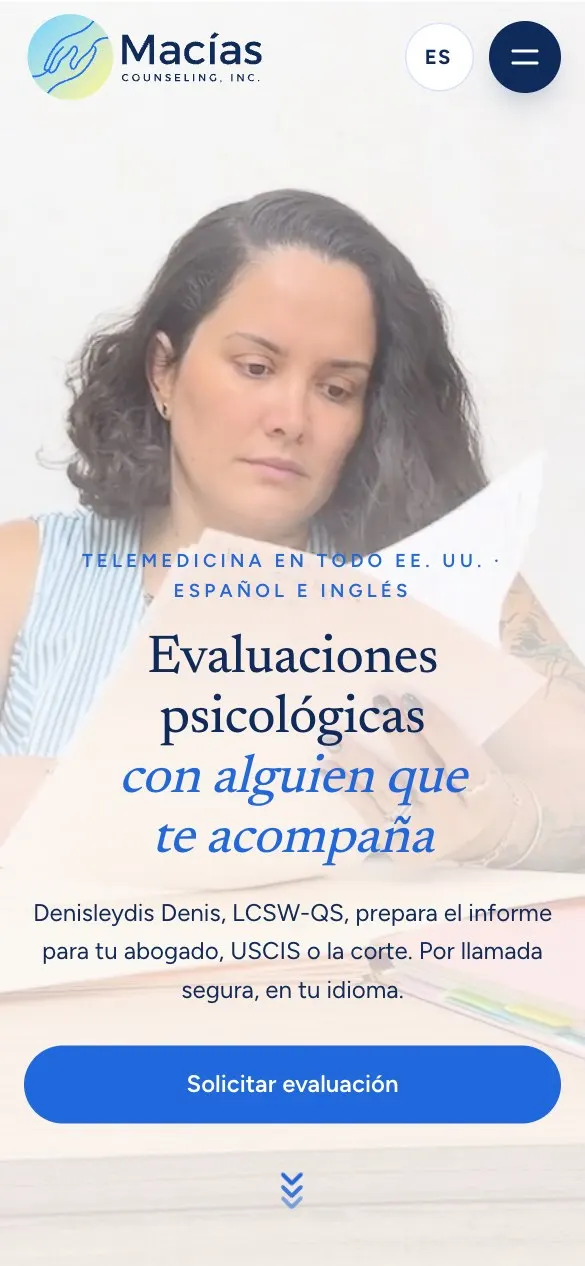 Macías
COUNSELING, INC.
ES
TELEMEDICINA EN TODO EE. UU. ·
ESPAÑOL E INGLÉS
Evaluaciones
psicológicas
con alguien que
te acompaña
Denisleydis Denis, LCSW-QS, prepara el informe
para tu abogado, USCIS o la corte. Por llamada
segura, en tu idioma.
Solicitar evaluación